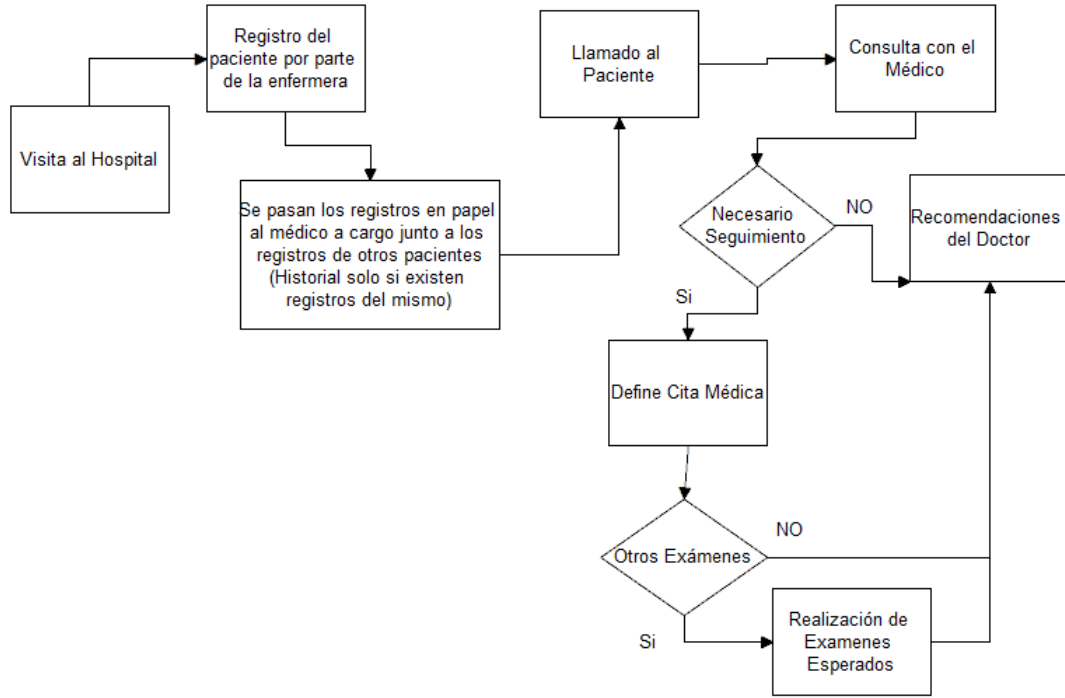 Visita al Hospital
Registro del
paciente por parte
de la enfermera
Se pasan los registros en papel
al médico a cargo junto a los
registros de otros pacientes
(Historial solo si existen
registros del mismo)
Llamado al
Paciente
Consulta con el
Médico
Necesario
Seguimiento
NO
Recomendaciones
del Doctor
Si
Define Cita Médica
Otros Exámenes
NO
Si
Realización de
Examenes
Esperados